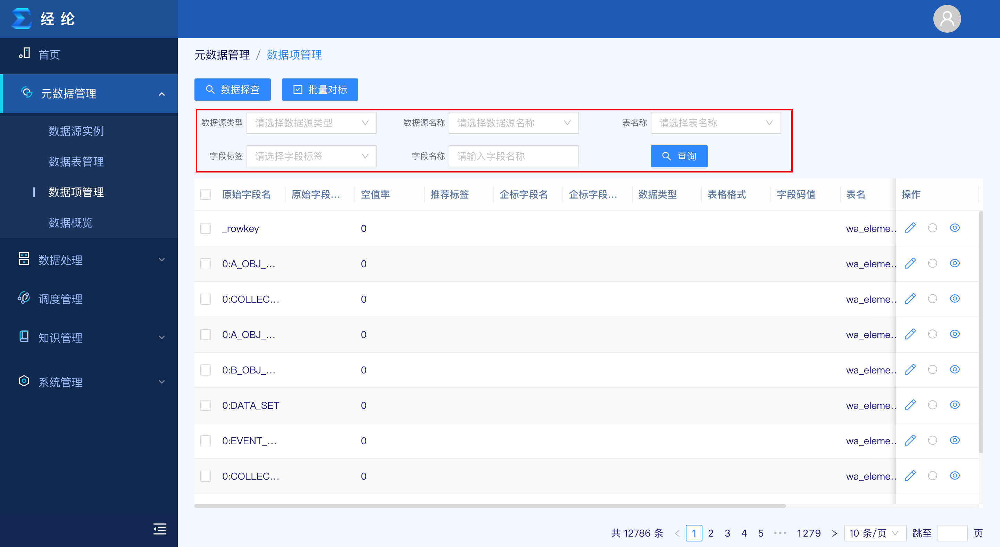 经 纶
首页
元数据管理
数据源实例
数据表管理
数据项管理
数据概览
数据处理
调度管理
知识管理
系统管理
元数据管理 / 数据项管理
数据探查 批量对标
数据源类型 请选择数据源类型 数据源名称 请选择数据源名称 表名称 请选择表名称
字段标签 请选择字段标签 字段名称 请输入字段名称 查询
原始字段名 原始字段... 空值率 推荐标签 企标字段名 企标字段... 数据类型 表格格式 字段码值 表名 操作
_rowkey 0 wa_eleme..
0:A_OBJ_... 0 wa_eleme..
0:COLLEC... 0 wa_eleme..
0:A_OBJ_... 0 wa_eleme..
0:B_OBJ_... 0 wa_eleme..
0:DATA_SET 0 wa_eleme..
0:EVENT_... 0 wa_eleme..
0:COLLEC... 0 wa_eleme..
共 12786 条 < 1 2 3 4 5 ••• 1279 > 10 条/页 跳至 页